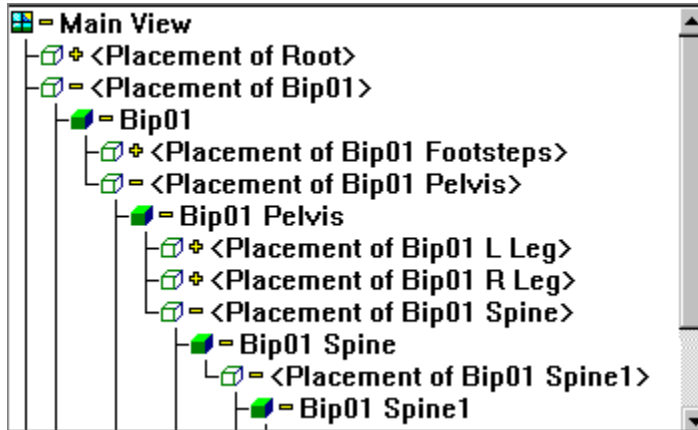 Main View
<Placement of Root>
<Placement of Bip01>
Bip01
<Placement of Bip01 Footsteps>
<Placement of Bip01 Pelvis>
Bip01 Pelvis
<Placement of Bip01 L Leg>
<Placement of Bip01 R Leg>
<Placement of Bip01 Spine>
Bip01 Spine
<Placement of Bip01 Spine1>
Bip01 Spine1